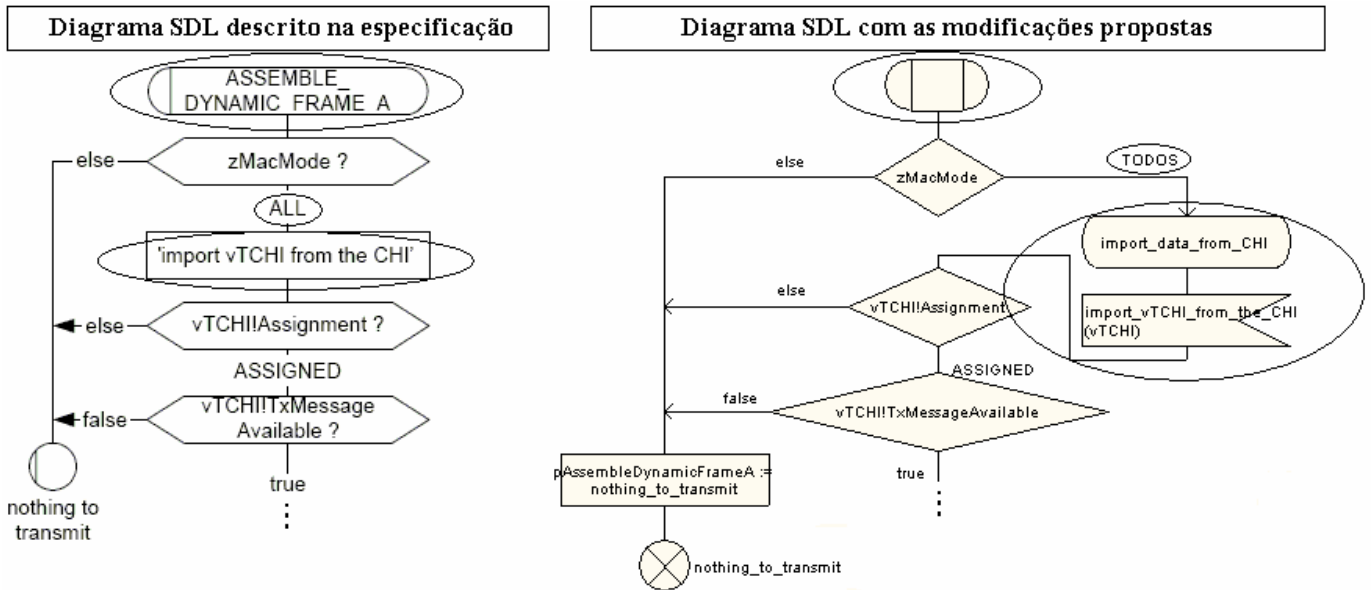 Diagrama SDL descrito na especificação
ASSEMBLE_
DYNAMIC_FRAME_A
else
zMacMode ?
ALL
'import vTCHI from the CHI'
else
vTCHI!Assignment ?
ASSIGNED
false
vTCHI!TxMessage
Available ?
nothing to
transmit
true
Diagrama SDL com as modificações propostas
else
zMacMode
TODOS
import_data_from_CHI
import_vTCHI_from_the_CHI
(vTCHI)
else
vTCHI!Assignment
ASSIGNED
false
vTCHI!TxMessageAvailable
true
pAssembleDynamicFrameA :=
nothing_to_transmit
nothing_to_transmit